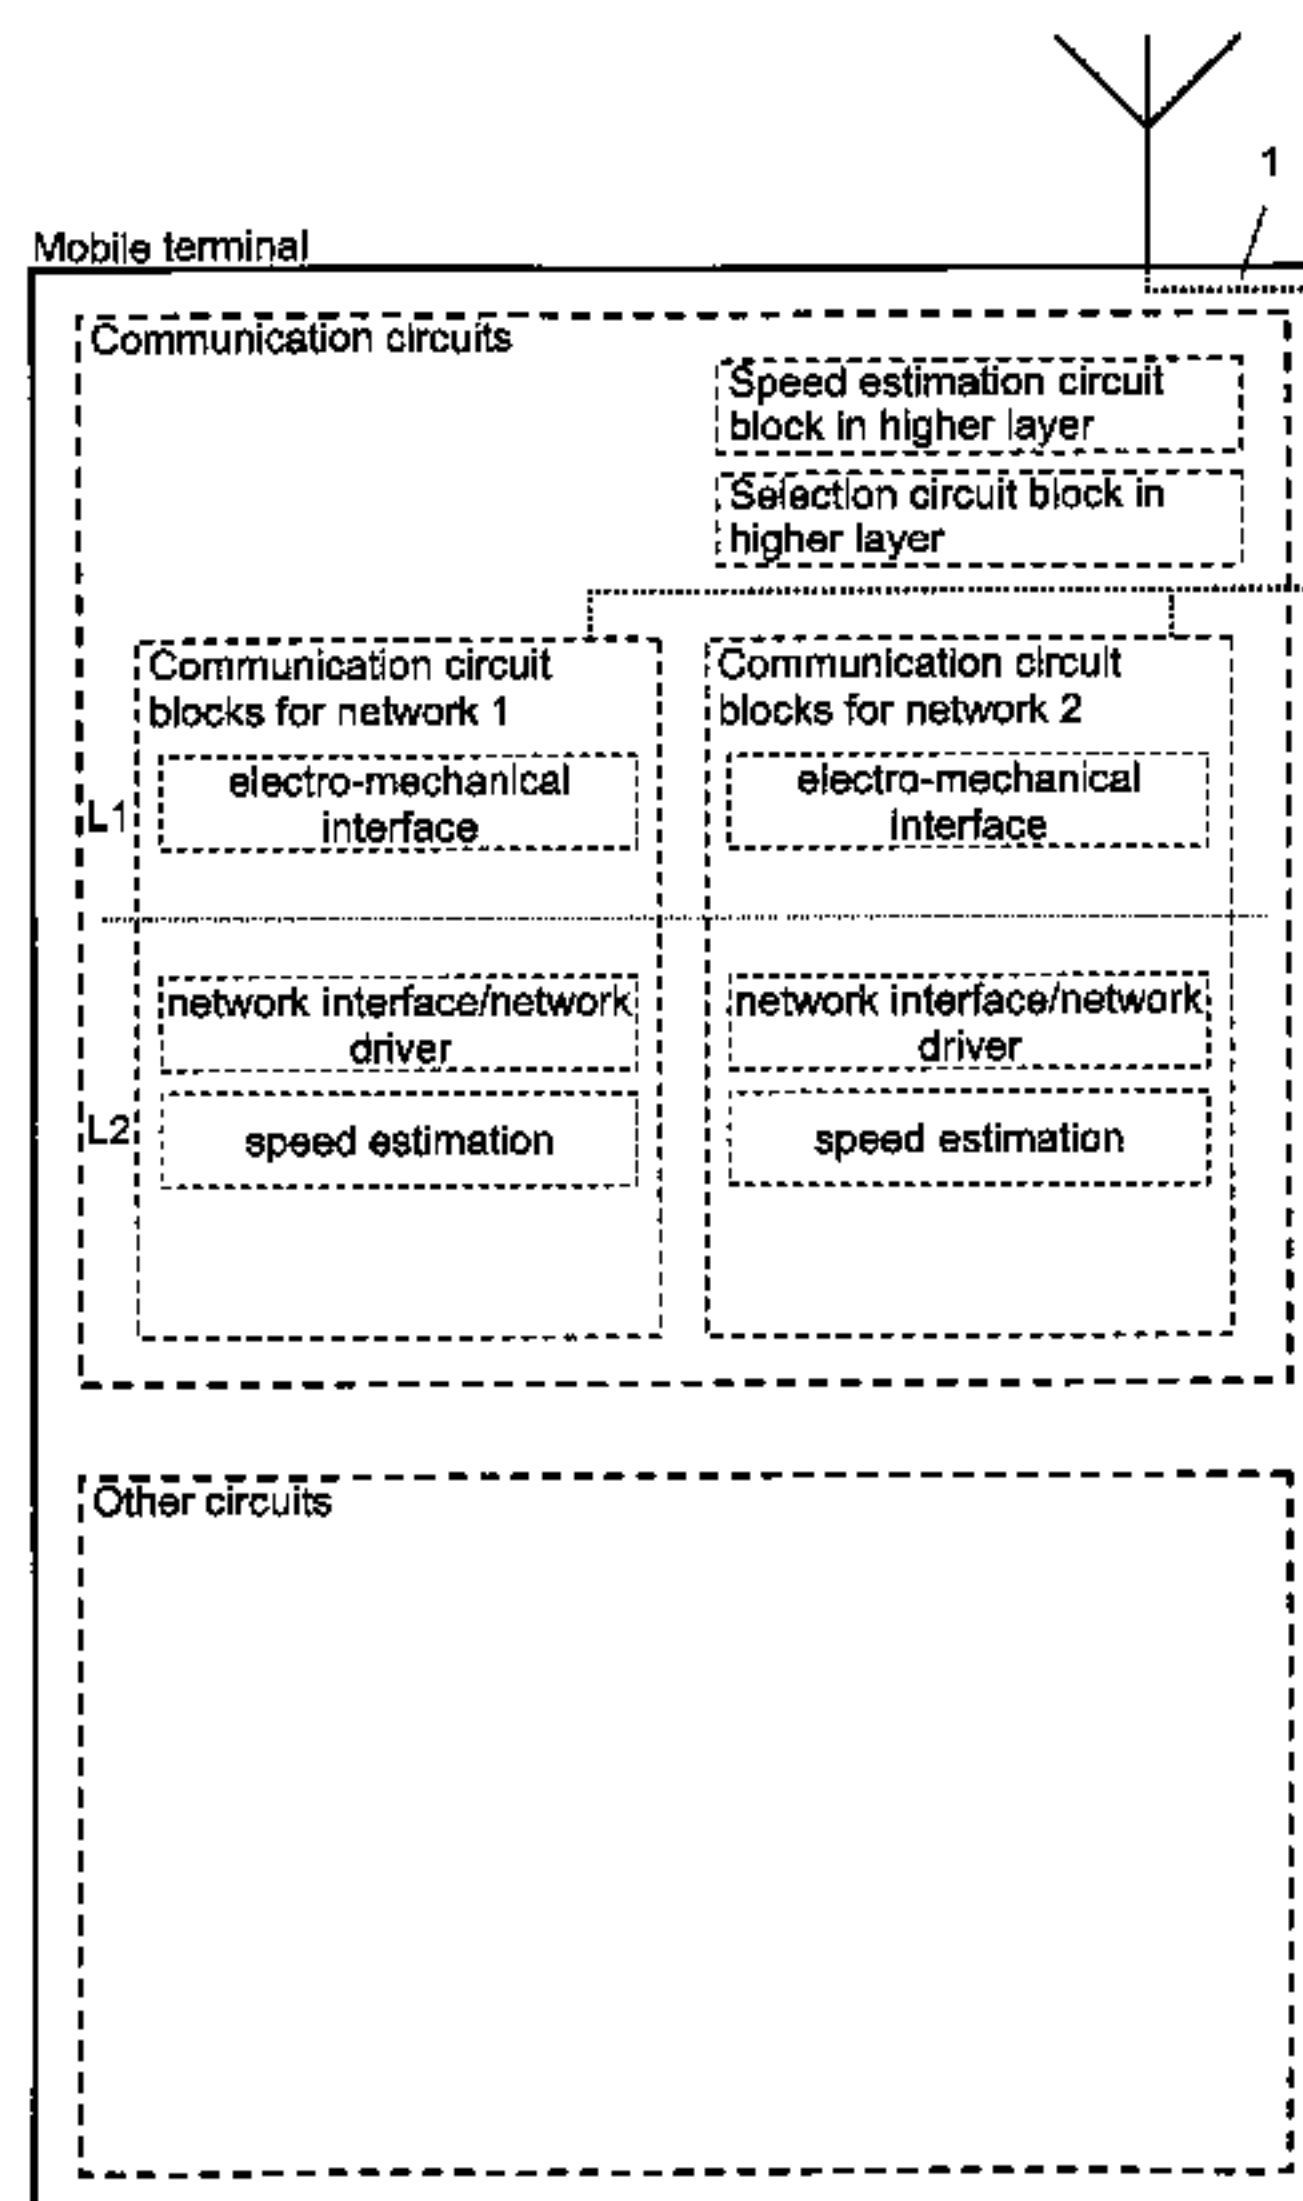 1
Mobile terminal
Communication circuits
Speed estimation circuit
block in higher layer
Selection circuit block in
higher layer
Communication circuit
blocks for network 1
electro-mechanical
interface
Communication circuit
blocks for network 2
electro-mechanical
interface
L1
network interface/network
driver
network interface/network
driver
L2
speed estimation
speed estimation
Other circuits